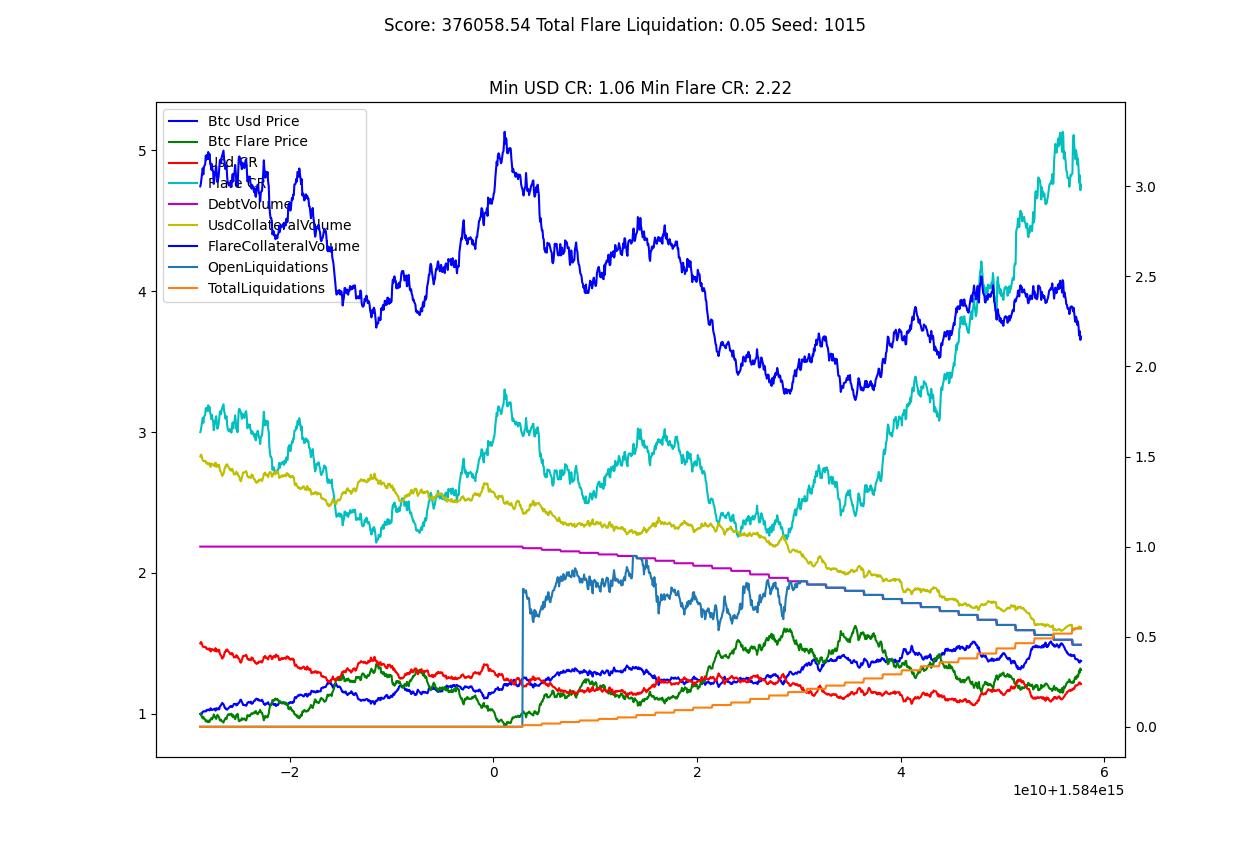 Score: 376058.54 Total Flare Liquidation: 0.05 Seed: 1015
Min USD CR: 1.06 Min Flare CR: 2.22
Btc Usd Price
Btc Flare Price
Usd CR
Flare CR
DebtVolume
UsdCollateralVolume
FlareCollateralVolume
OpenLiquidations
TotalLiquidations
5
4
3
2
1
3.0
2.5
2.0
1.5
1.0
0.5
0.0
−2
0
2
4
6
1e10+1.584e15